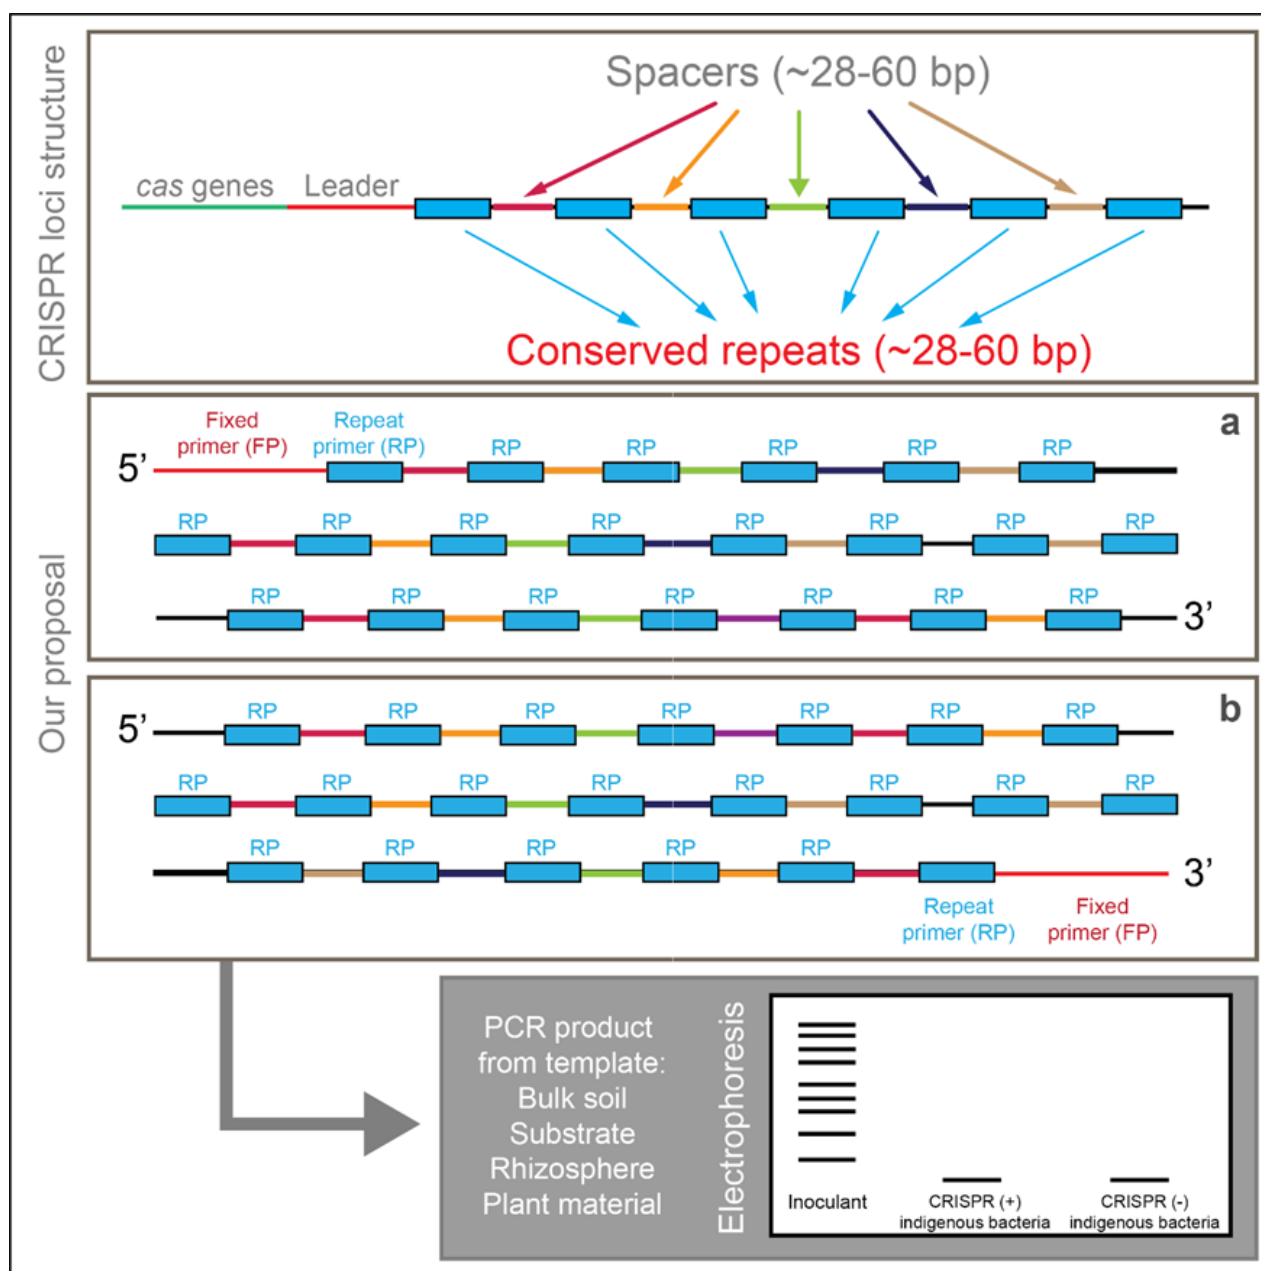 CRISPR loci structure
Spacers (~28-60 bp)
cas genes
Leader
Conserved repeats (~28-60 bp)
Our proposal
a
Fixed
primer (FP)
Repeat
primer (RP)
RP RP RP RP RP
5’
RP RP RP RP RP RP RP RP
RP RP RP RP RP RP RP
3’
b
RP RP RP RP RP RP RP
5’
RP RP RP RP RP RP RP RP
RP RP RP RP RP
3’
Repeat
primer (RP)
Fixed
primer (FP)
PCR product
from template:
Bulk soil
Substrate
Rhizosphere
Plant material
Electrophoresis
Inoculant
CRISPR (+)
indigenous bacteria
CRISPR (-)
indigenous bacteria